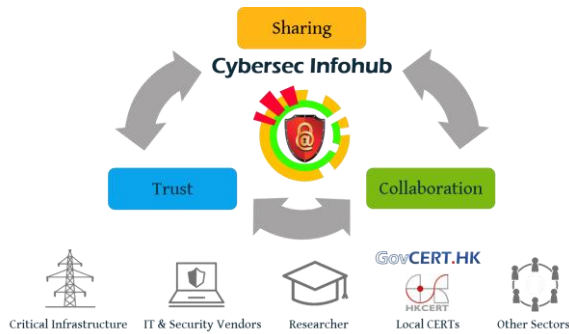 Sharing
Cybersec Infohub
@
Trust
Collaboration
GovCERT.HK
HKCERT
Critical Infrastructure
IT & Security Vendors
Researcher
Local CERTs
Other Sectors